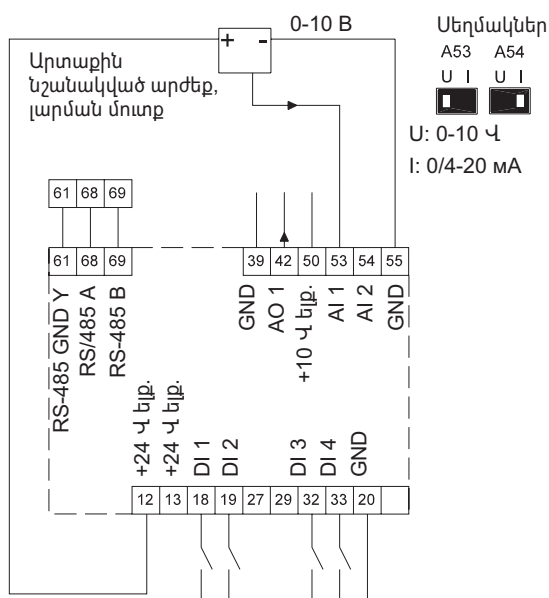 0-10 В
+ -
Արտաքին
նշանակված արժեք,
լարման մուտք
Սեղմակներ
A53 A54
U I U I
U: 0-10 Վ
I: 0/4-20 мА
61 68 69
61 68 69
39 42 50 53 54 55
RS-485 GND Y
RS/485 A
RS-485 B
GND
AO 1
+10 Վ ելք.
AI 1
AI 2
GND
+24 Վ ելք.
+24 Վ ելք.
DI 1
DI 2
DI 3
DI 4
GND
12 13 18 19 27 29 32 33 20